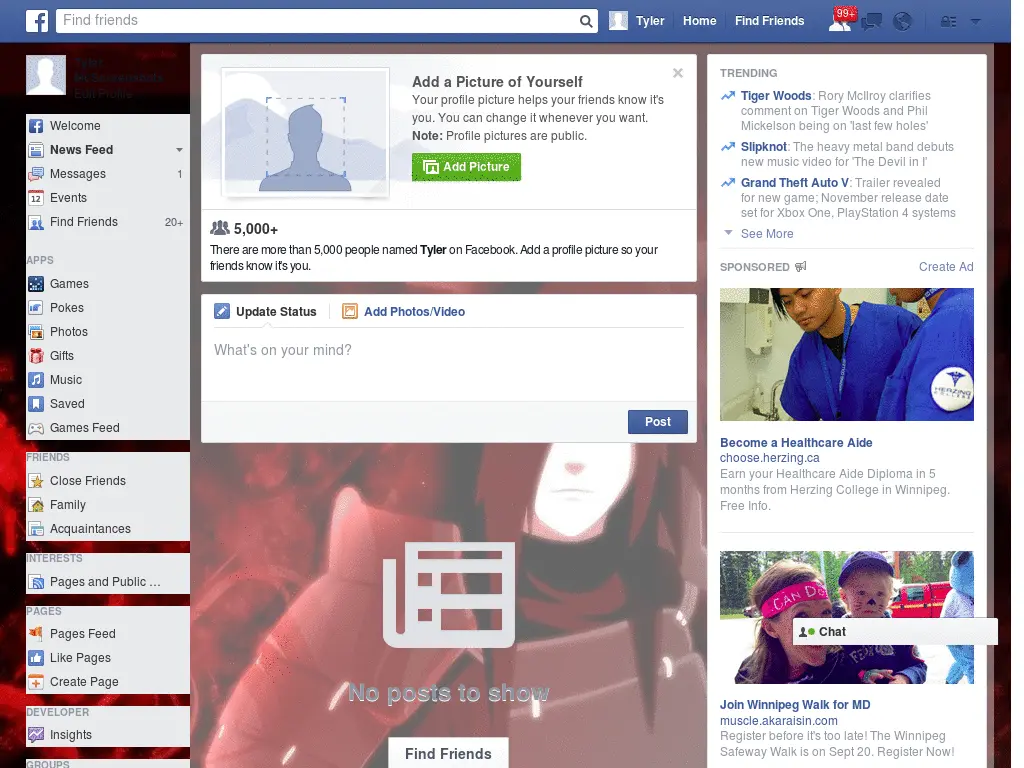 Find friends
Tyler
Home
Find Friends
99+
Tyler
Edit Profile
Welcome
News Feed
Messages 1
Events
12
Find Friends 20+
APPS
Games
Pokes
Photos
Gifts
Music
Saved
Games Feed
FRIENDS
Close Friends
Family
Acquaintances
INTERESTS
Pages and Public ...
PAGES
Pages Feed
Like Pages
Create Page
DEVELOPER
Insights
GROUPS
Add a Picture of Yourself
Your profile picture helps your friends know it's
you. You can change it whenever you want.
Note: Profile pictures are public.
Add Picture
5,000+
There are more than 5,000 people named Tyler on Facebook. Add a profile picture so your
friends know it's you.
Update Status
Add Photos/Video
What's on your mind?
Post
No posts to show
Find Friends
TRENDING
Tiger Woods: Rory McIlroy clarifies
comment on Tiger Woods and Phil
Mickelson being on 'last few holes'
Slipknot: The heavy metal band debuts
new music video for 'The Devil in I'
Grand Theft Auto V: Trailer revealed
for new game; November release date
set for Xbox One, PlayStation 4 systems
See More
SPONSORED
Create Ad
HERZING
COLLEGE
Become a Healthcare Aide
choose.herzing.ca
Earn your Healthcare Aide Diploma in 5
months from Herzing College in Winnipeg.
Free Info.
CAN DO
Chat
Join Winnipeg Walk for MD
muscle.akaraisin.com
Register before it's too late! The Winnipeg
Safeway Walk is on Sept 20. Register Now!